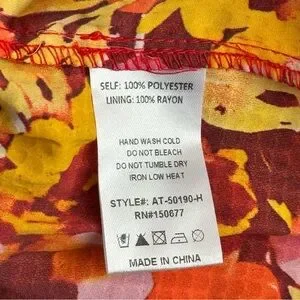 SELF: 100% POLYESTER
LINING: 100% RAYON
HAND WASH COLD
DO NOT BLEACH
DO NOT TUMBLE DRY
IRON LOW HEAT
STYLE#: AT-50190-H
RN#150677
MADE IN CHINA